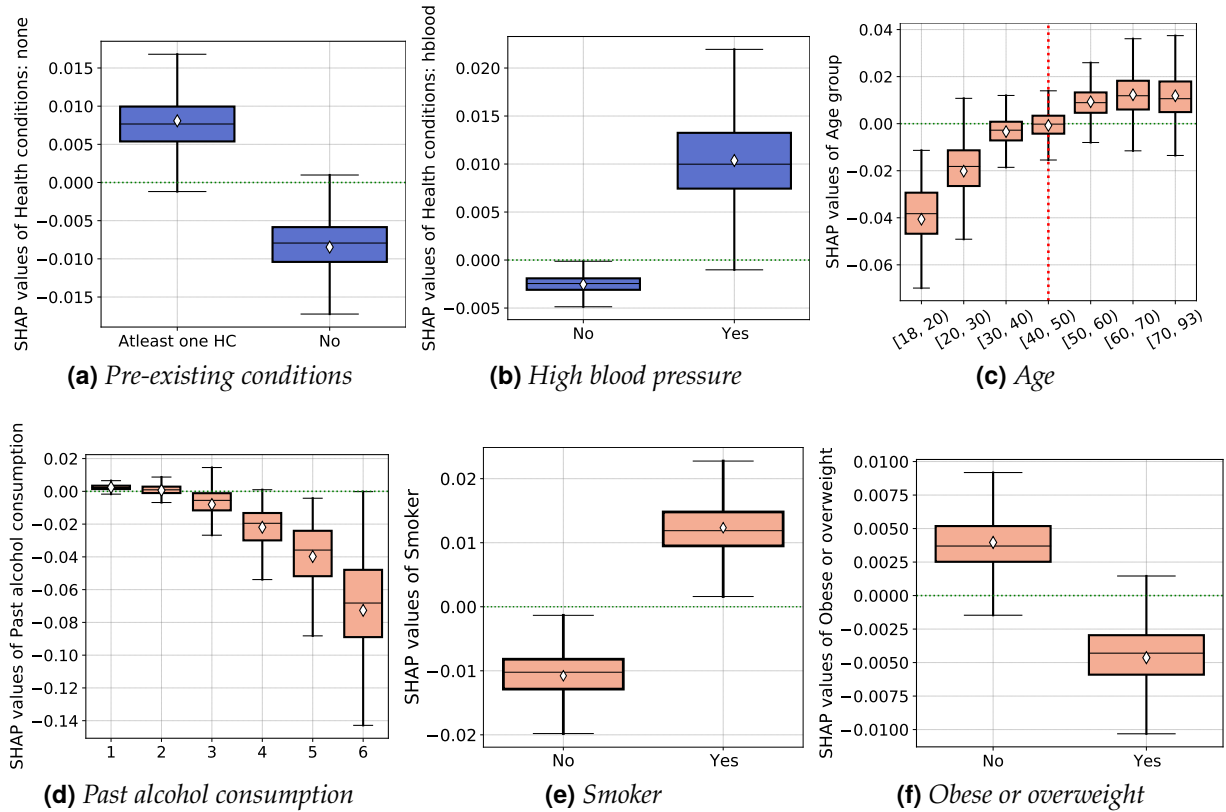 SHAP values of Health conditions: none
0.015
0.010
0.005
0.000
−0.005
−0.010
−0.015
Atleast one HC No
(a) Pre-existing conditions
SHAP values of Health conditions: hblood
0.020
0.015
0.010
0.005
0.000
−0.005
No Yes
(b) High blood pressure
SHAP values of Age group
0.04
0.02
0.00
−0.02
−0.04
−0.06
[18, 20) [20, 30) [30, 40) [40, 50) [50, 60) [60, 70) [70, 93)
(c) Age
SHAP values of Past alcohol consumption
0.02
0.00
−0.02
−0.04
−0.06
−0.08
−0.10
−0.12
−0.14
1 2 3 4 5 6
(d) Past alcohol consumption
SHAP values of Smoker
0.02
0.01
0.00
−0.01
−0.02
No Yes
(e) Smoker
SHAP values of Obese or overweight
0.0100
0.0075
0.0050
0.0025
0.0000
−0.0025
−0.0050
−0.0075
−0.0100
No Yes
(f) Obese or overweight